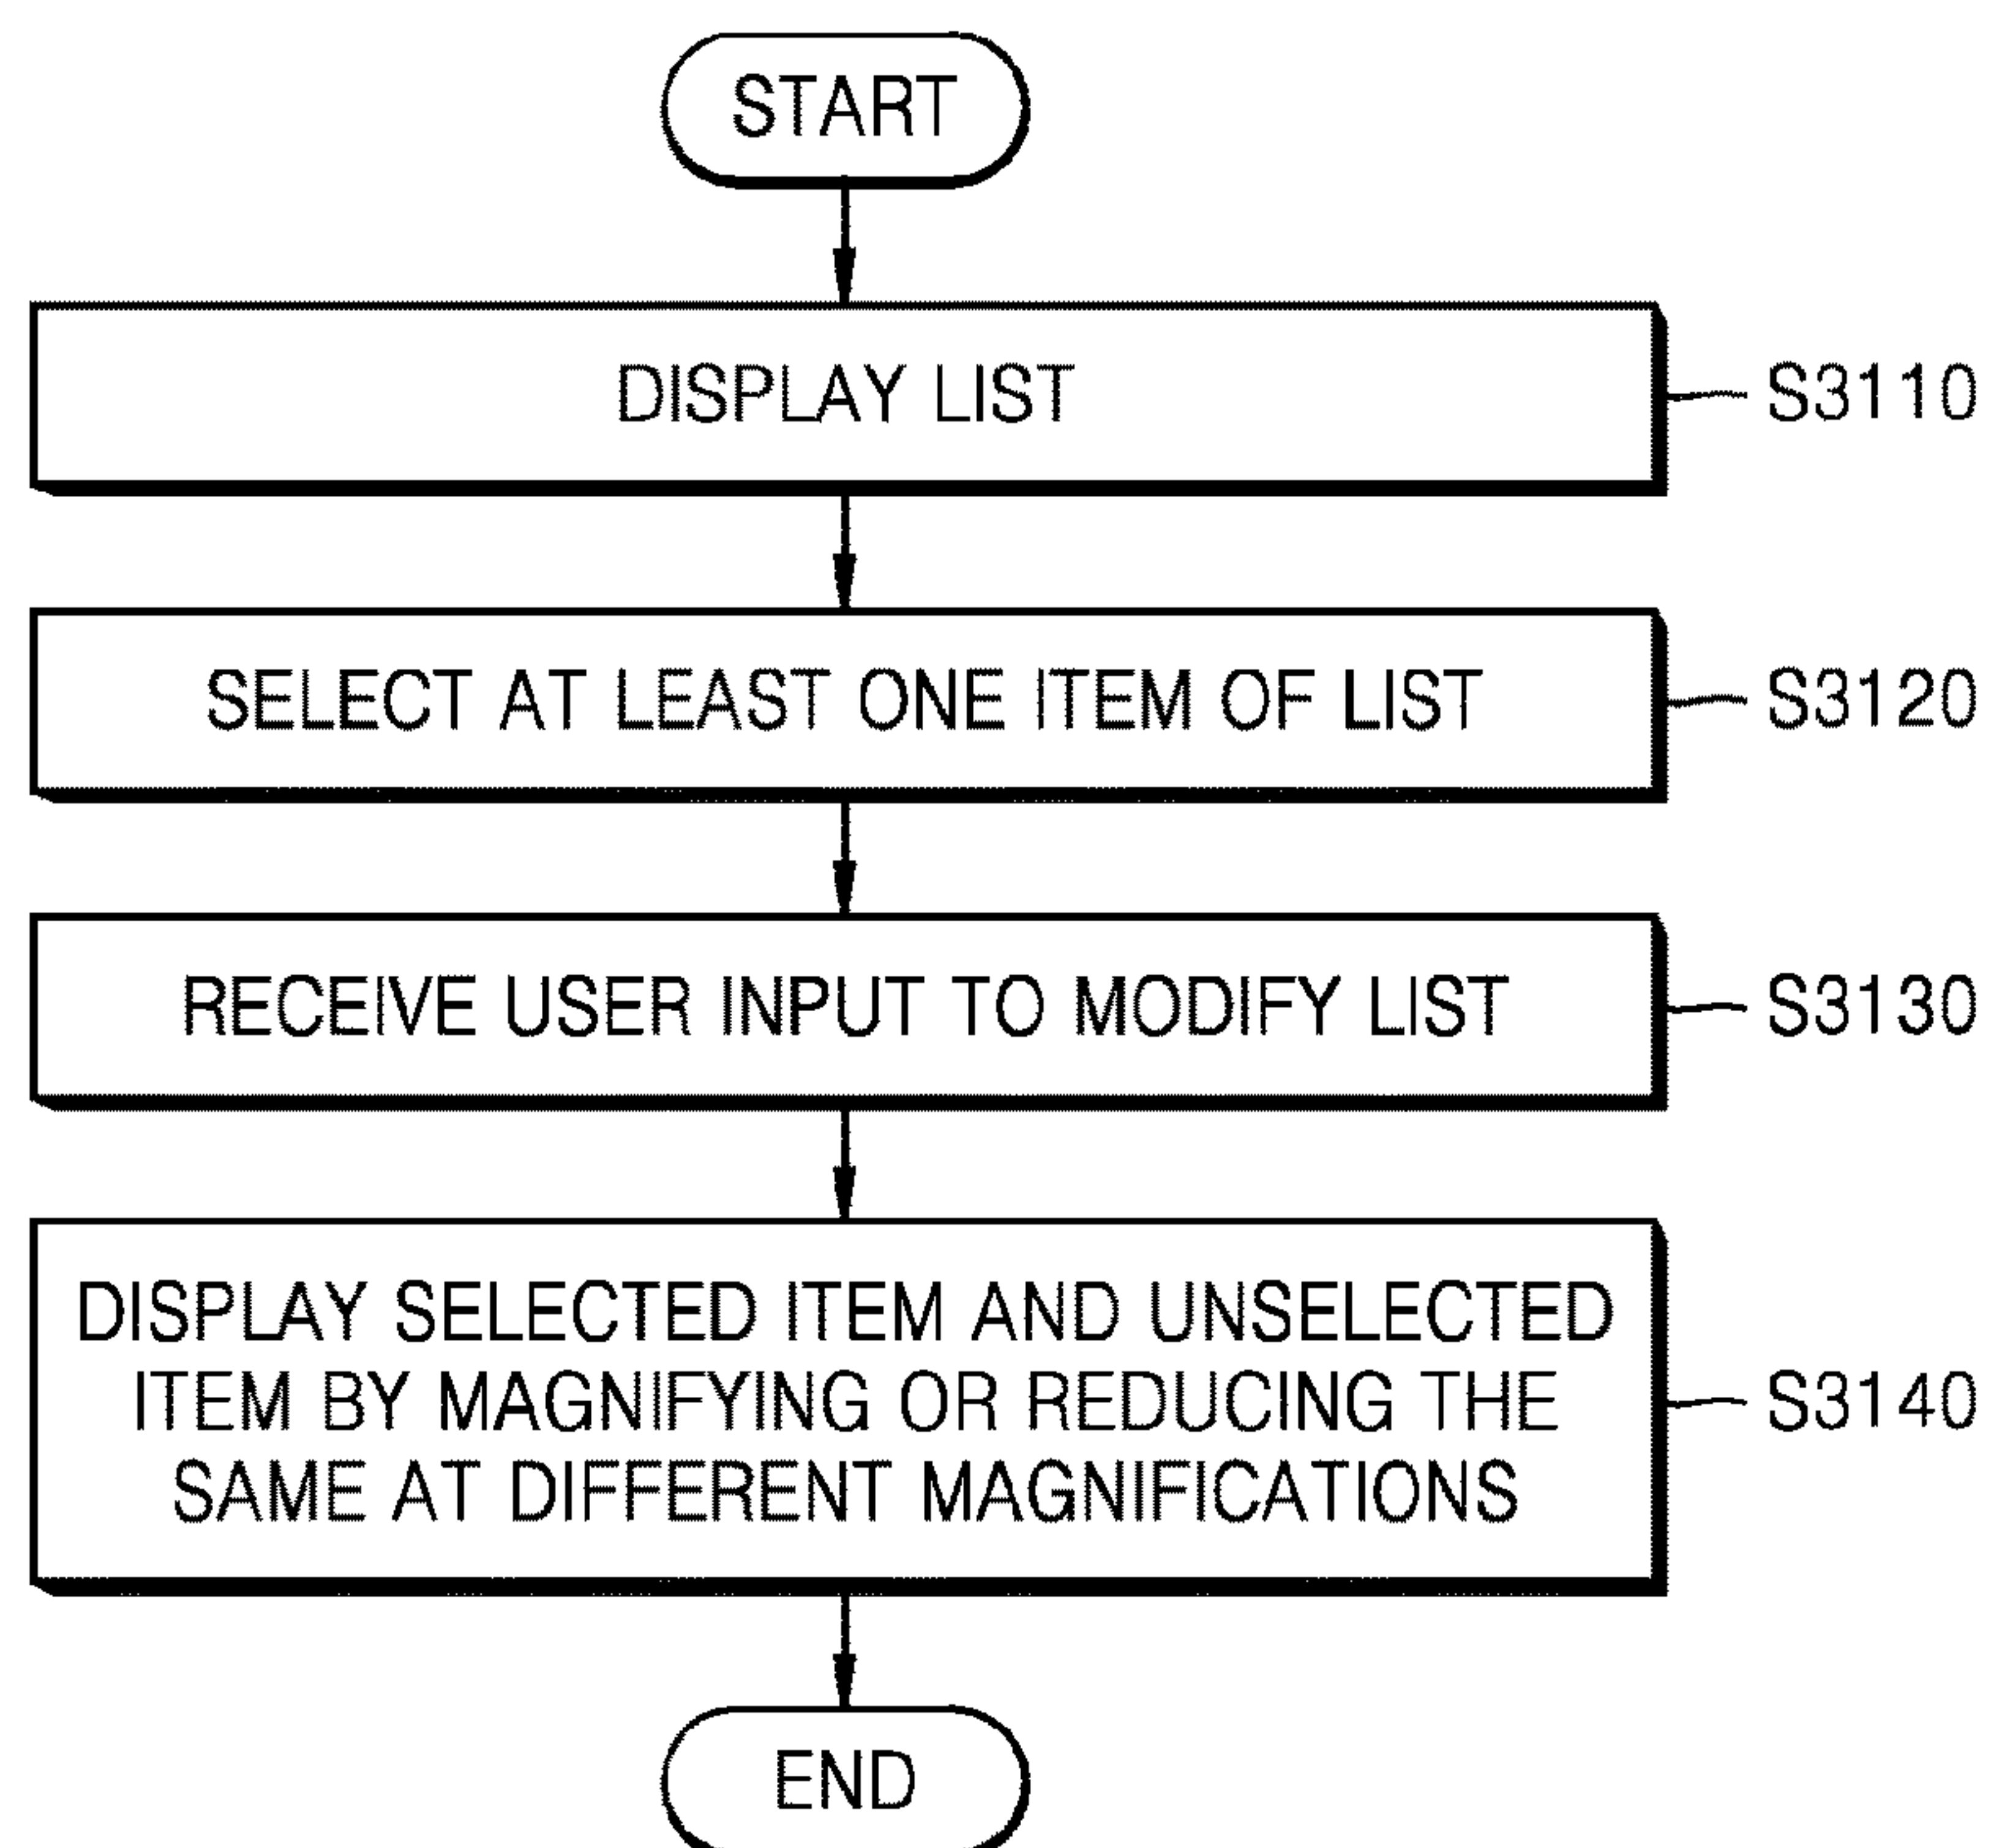 START
DISPLAY LIST
S3110
SELECT AT LEAST ONE ITEM OF LIST
S3120
RECEIVE USER INPUT TO MODIFY LIST
S3130
DISPLAY SELECTED ITEM AND UNSELECTED
ITEM BY MAGNIFYING OR REDUCING THE
SAME AT DIFFERENT MAGNIFICATIONS
S3140
END